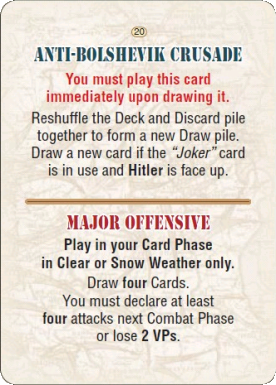 20
ANTI-BOLSHEVIK CRUSADE
You must play this card
immediately upon drawing it.
Reshuffle the Deck and Discard pile
together to form a new Draw pile.
Draw a new card if the "Joker" card
is in use and Hitler is face up.
MAJOR OFFENSIVE
Play in your Card Phase
in Clear or Snow Weather only.
Draw four Cards.
You must declare at least
four attacks next Combat Phase
or lose 2 VPs.